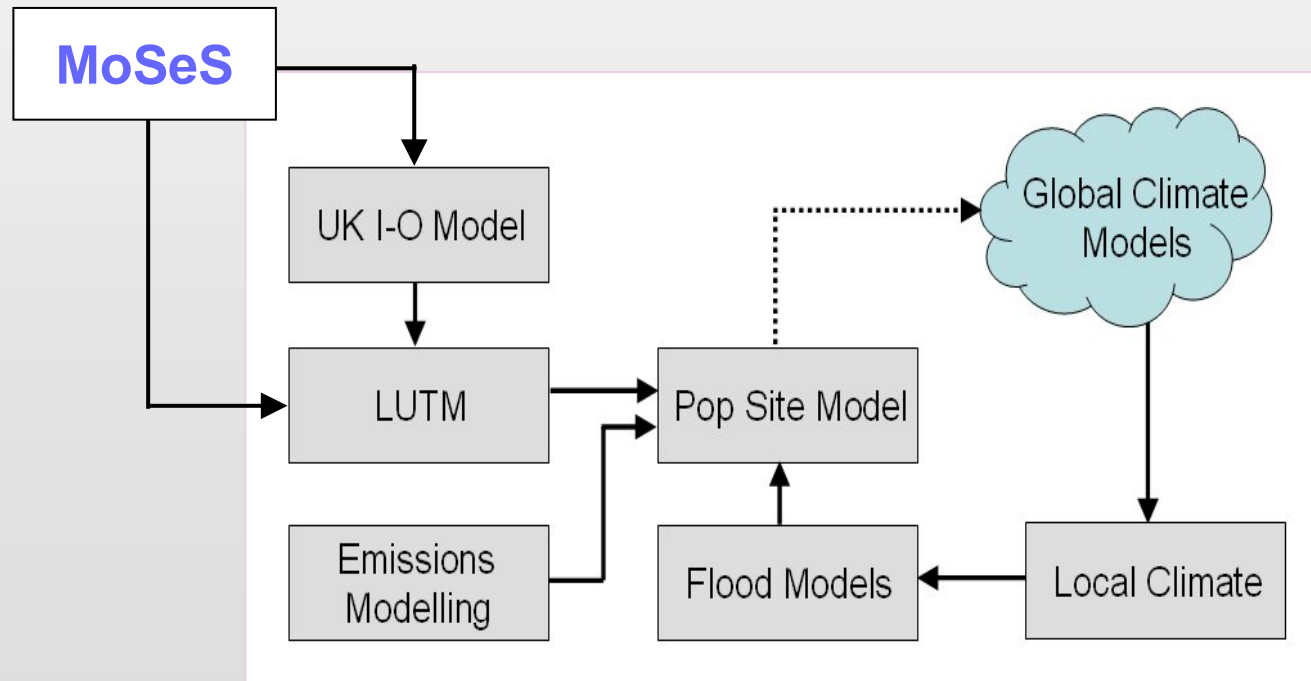 MoSeS
UK I-O Model
Global Climate
Models
LUTM
Pop Site Model
Emissions
Modelling
Flood Models
Local Climate